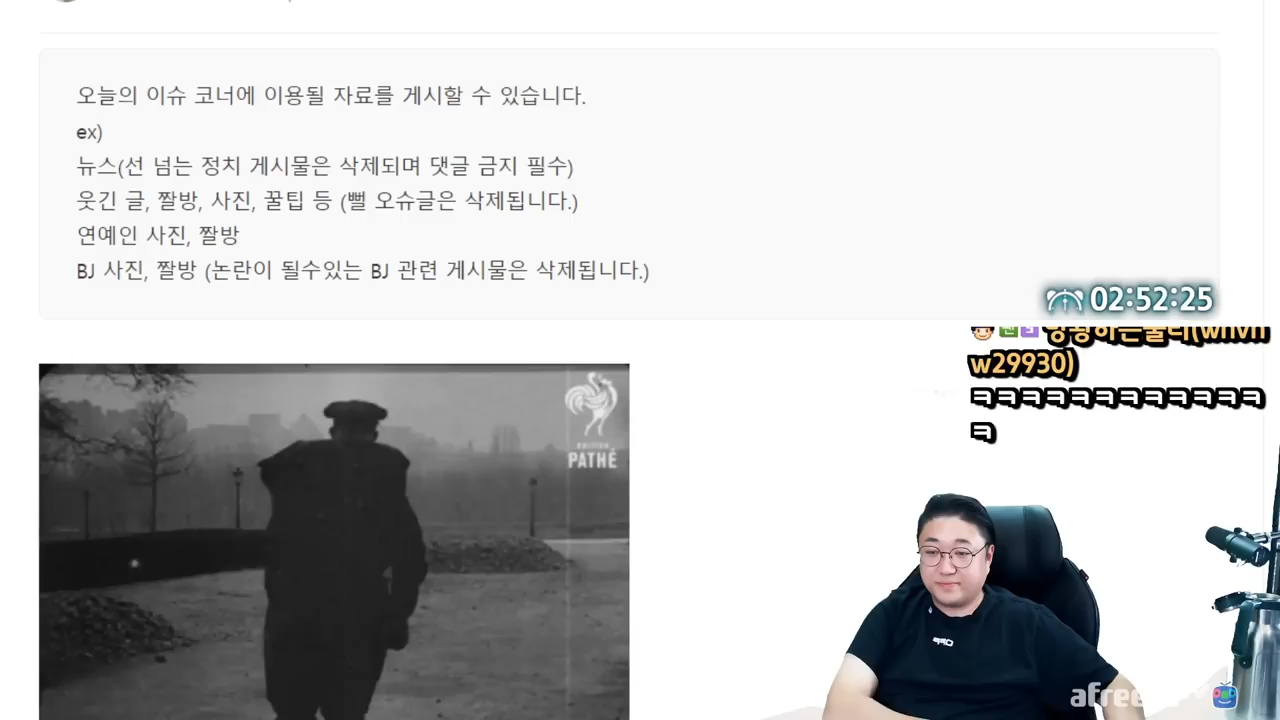 오늘의 이슈 코너에 이용될 자료를 게시할 수 있습니다.
ex)
뉴스(선 넘는 정치 게시물은 삭제되며 댓글 금지 필수)
웃긴 글, 짤방, 사진, 꿀팁 등 (뻘 오슈글은 삭제됩니다.)
연예인 사진, 짤방
BJ 사진, 짤방 (논란이 될수있는 BJ 관련 게시물은 삭제됩니다.)
02:52:25
w29930)
ㅋㅋㅋㅋㅋㅋㅋㅋㅋㅋㅋㅋ
ㅋ
BRITISH
PATHÉ